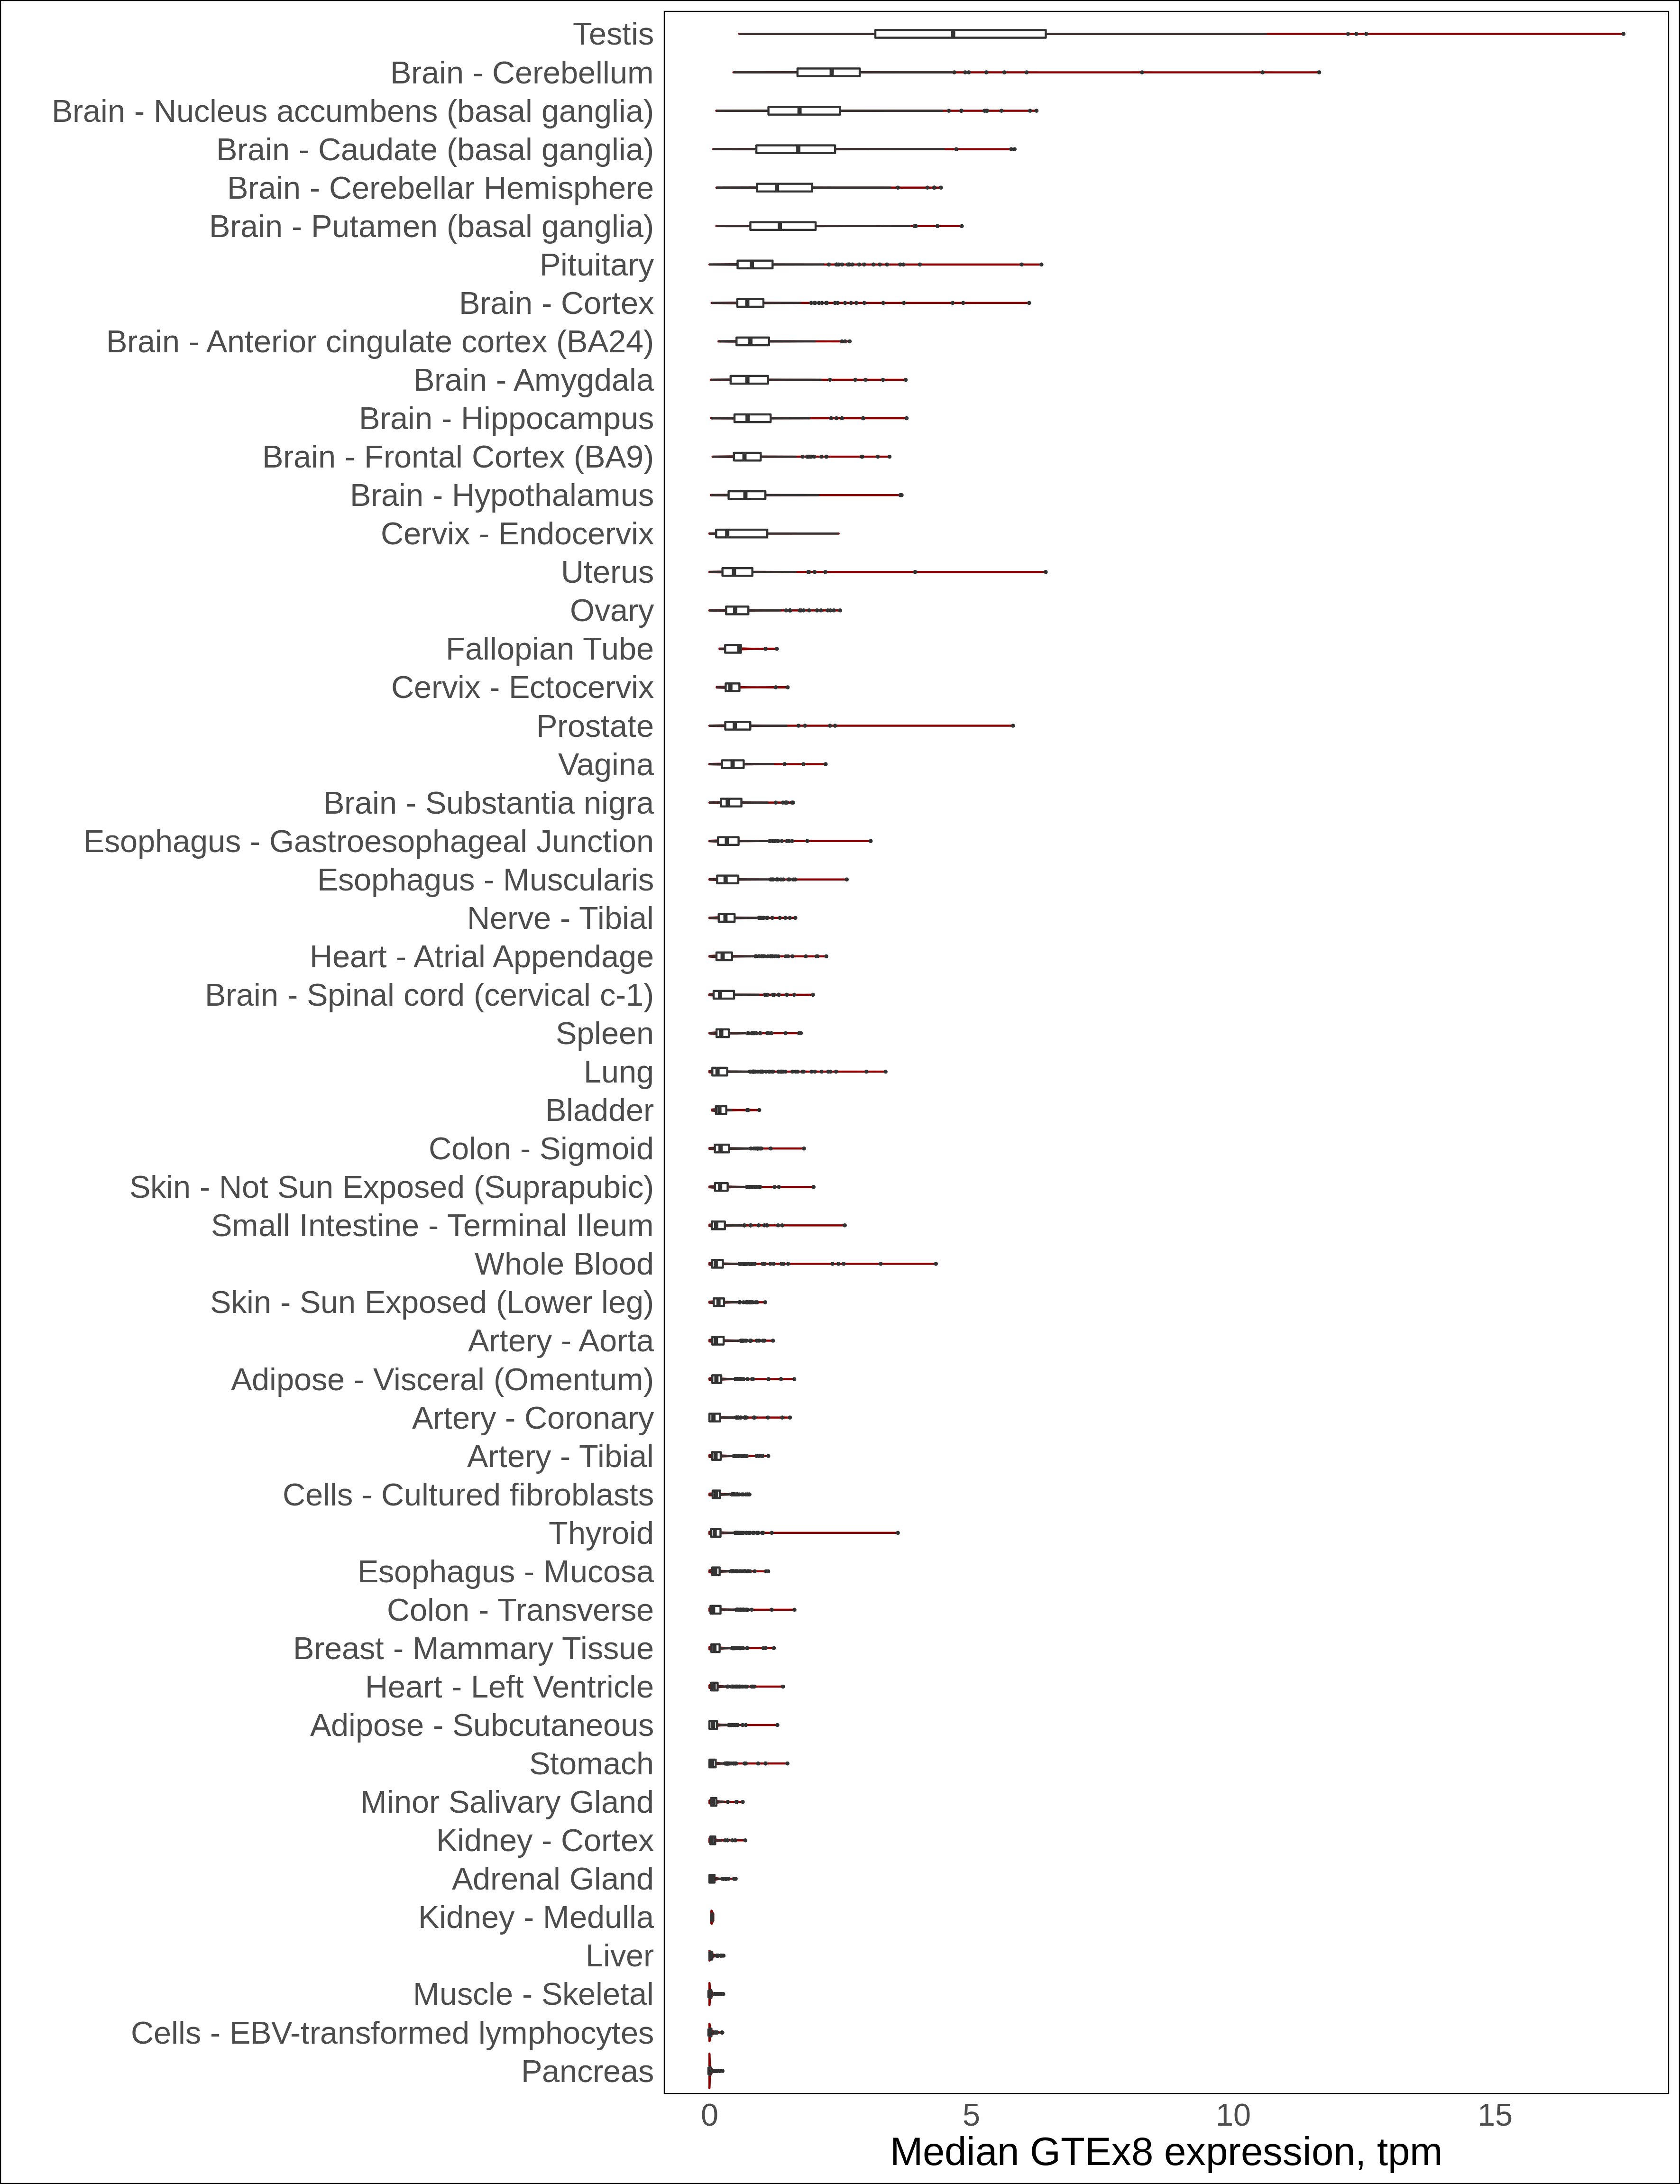 Testis
Brain - Cerebellum
Brain - Nucleus accumbens (basal ganglia)
Brain - Caudate (basal ganglia)
Brain - Cerebellar Hemisphere
Brain - Putamen (basal ganglia)
Pituitary
Brain - Cortex
Brain - Anterior cingulate cortex (BA24)
Brain - Amygdala
Brain - Hippocampus
Brain - Frontal Cortex (BA9)
Brain - Hypothalamus
Cervix - Endocervix
Uterus
Ovary
Fallopian Tube
Cervix - Ectocervix
Prostate
Vagina
Brain - Substantia nigra
Esophagus - Gastroesophageal Junction
Esophagus - Muscularis
Nerve - Tibial
Heart - Atrial Appendage
Brain - Spinal cord (cervical c-1)
Spleen
Lung
Bladder
Colon - Sigmoid
Skin - Not Sun Exposed (Suprapubic)
Small Intestine - Terminal Ileum
Whole Blood
Skin - Sun Exposed (Lower leg)
Artery - Aorta
Adipose - Visceral (Omentum)
Artery - Coronary
Artery - Tibial
Cells - Cultured fibroblasts
Thyroid
Esophagus - Mucosa
Colon - Transverse
Breast - Mammary Tissue
Heart - Left Ventricle
Adipose - Subcutaneous
Stomach
Minor Salivary Gland
Kidney - Cortex
Adrenal Gland
Kidney - Medulla
Liver
Muscle - Skeletal
Cells - EBV-transformed lymphocytes
Pancreas
0 5 10 15
Median GTEx8 expression, tpm